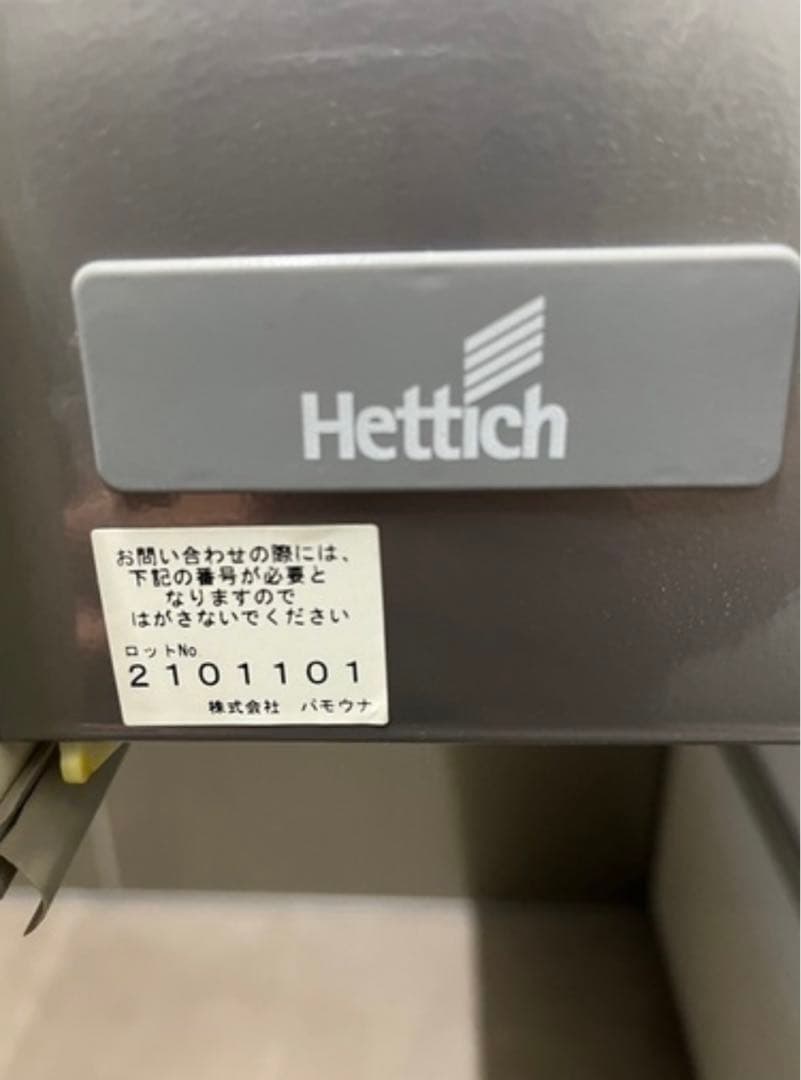 Hettich
お問い合わせの際には、
下記の番号が必要と
なりますので
はがさないでください
ロットNo
2101101
株式会社 パモウナ